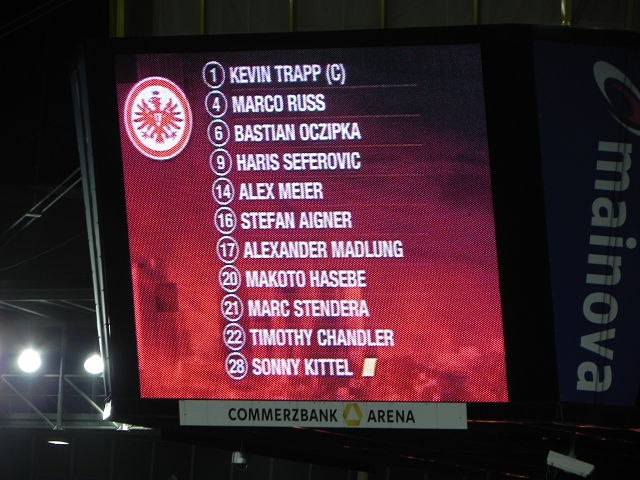 1 KEVIN TRAPP (C)
4 MARCO RUSS
6 BASTIAN OCZIPKA
9 HARIS SEFEROVIC
14 ALEX MEIER
16 STEFAN AIGNER
17 ALEXANDER MADLUNG
20 MAKOTO HASEBE
21 MARC STENDERA
22 TIMOTHY CHANDLER
28 SONNY KITTEL
COMMERZBANK ARENA
mainova